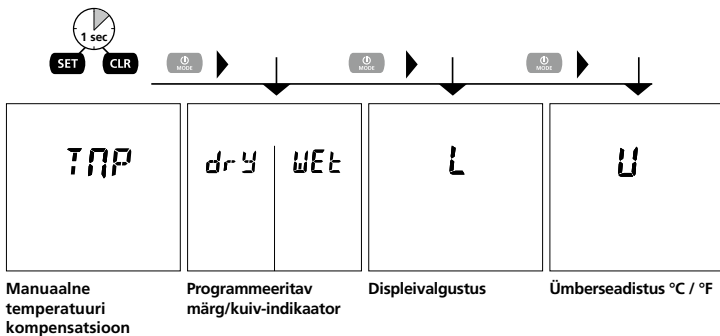 1 sec
SET CLR
MODE MODE MODE
TMP dry WEt L U
Manuaalne
temperatuuri
kompensatsioon
Programmeeritav
märg/kuiv-indikaator
Displeivalgustus
Ümberseadistus °C / °F